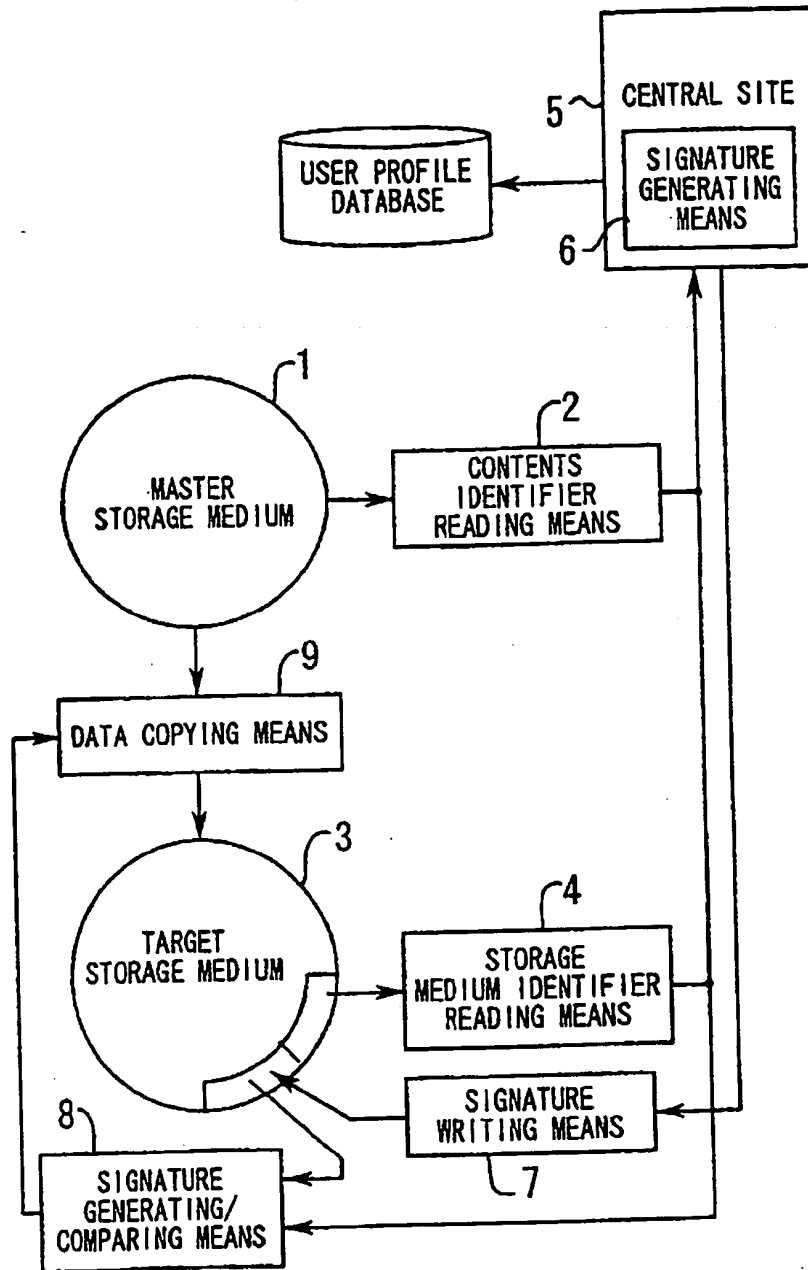 5
CENTRAL SITE
SIGNATURE
GENERATING
MEANS
6
USER PROFILE
DATABASE
1
MASTER
STORAGE MEDIUM
2
CONTENTS
IDENTIFIER
READING MEANS
9
DATA COPYING MEANS
3
TARGET
STORAGE MEDIUM
4
STORAGE
MEDIUM IDENTIFIER
READING MEANS
SIGNATURE
WRITING MEANS
7
8
SIGNATURE
GENERATING/
COMPARING MEANS